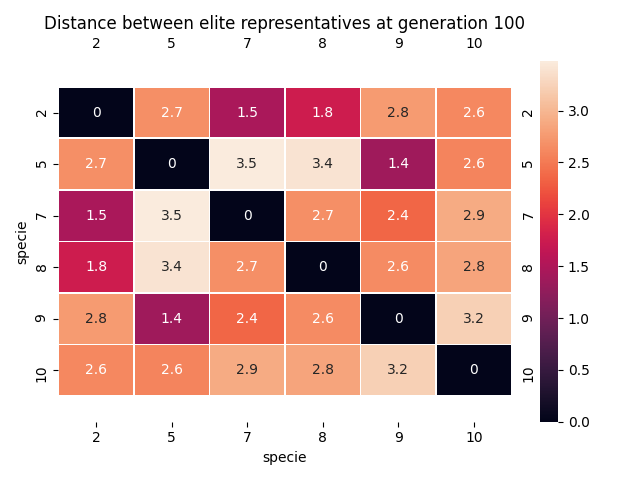 Distance between elite representatives at generation 100
2 5 7 8 9 10
2 0 2.7 1.5 1.8 2.8 2.6 2
5 2.7 0 3.5 3.4 1.4 2.6 5
7 1.5 3.5 0 2.7 2.4 2.9 7
8 1.8 3.4 2.7 0 2.6 2.8 8
9 2.8 1.4 2.4 2.6 0 3.2 9
10 2.6 2.6 2.9 2.8 3.2 0 10
specie
2 5 7 8 9 10
specie
3.0
2.5
2.0
1.5
1.0
0.5
0.0